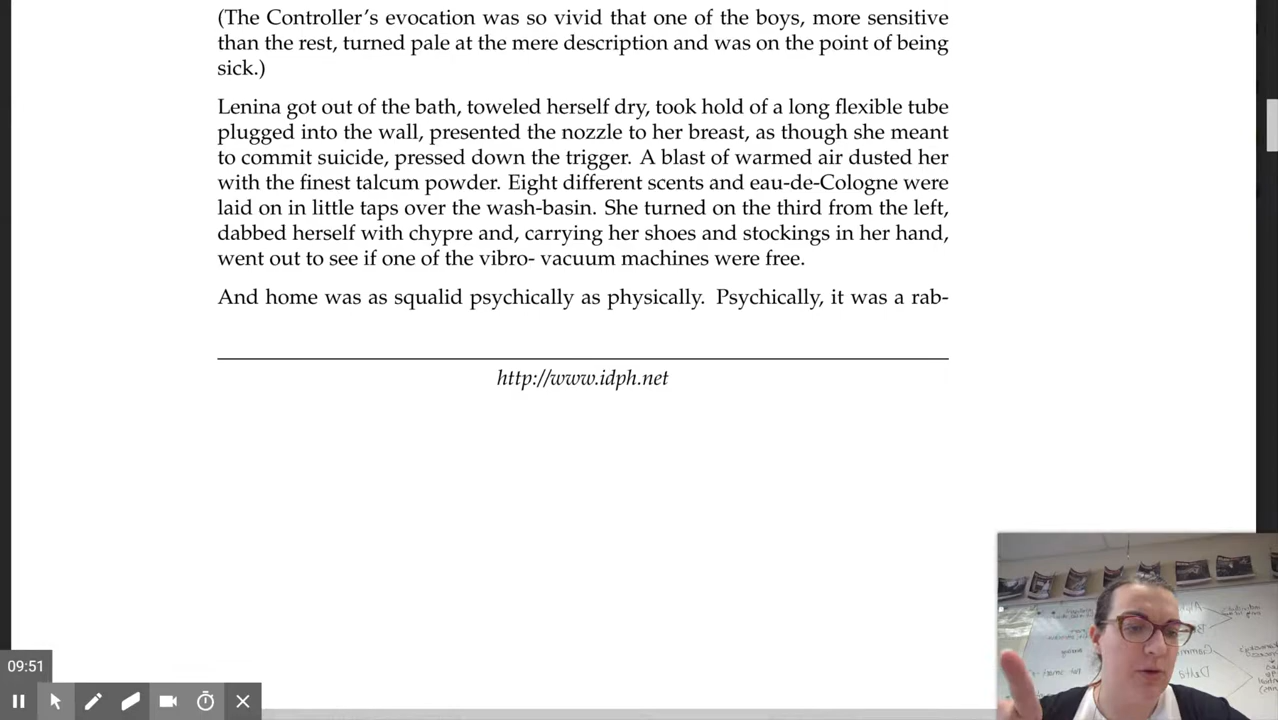 (The Controller's evocation was so vivid that one of the boys, more sensitive
than the rest, turned pale at the mere description and was on the point of being
sick.)
Lenina got out of the bath, toweled herself dry, took hold of a long flexible tube
plugged into the wall, presented the nozzle to her breast, as though she meant
to commit suicide, pressed down the trigger. A blast of warmed air dusted her
with the finest talcum powder. Eight different scents and eau-de-Cologne were
laid on in little taps over the wash-basin. She turned on the third from the left,
dabbed herself with chypre and, carrying her shoes and stockings in her hand,
went out to see if one of the vibro- vacuum machines were free.
And home was as squalid psychically as physically. Psychically, it was a rab-
http://www.idph.net
09:51